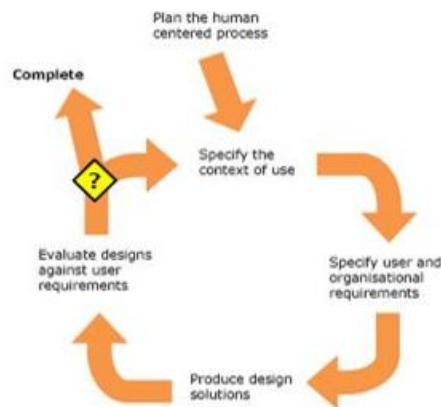 Plan the human
centered process
Complete
Specify the
context of use
?
Evaluate designs
against user
requirements
Specify user and
organisational
requirements
Produce design
solutions